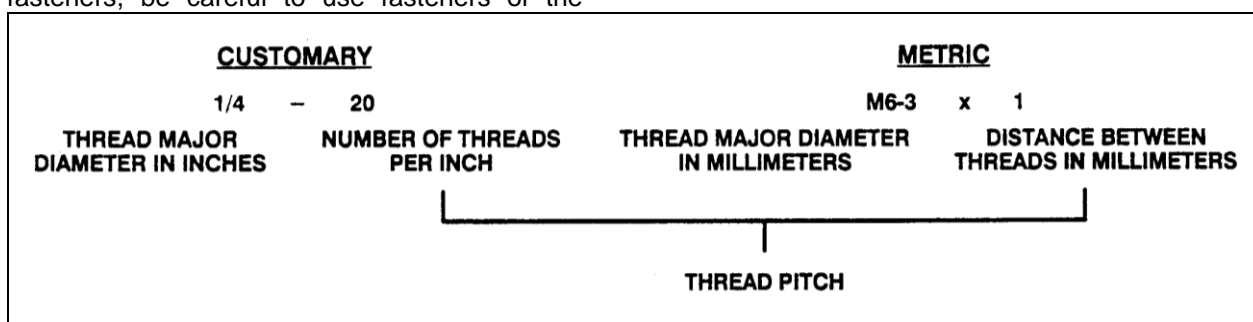 fasteners, be careful to use fasteners of the
CUSTOMARY METRIC
1/4 – 20 M6-3 x 1
THREAD MAJOR NUMBER OF THREADS THREAD MAJOR DIAMETER DISTANCE BETWEEN
DIAMETER IN INCHES PER INCH IN MILLIMETERS THREADS IN MILLIMETERS
THREAD PITCH